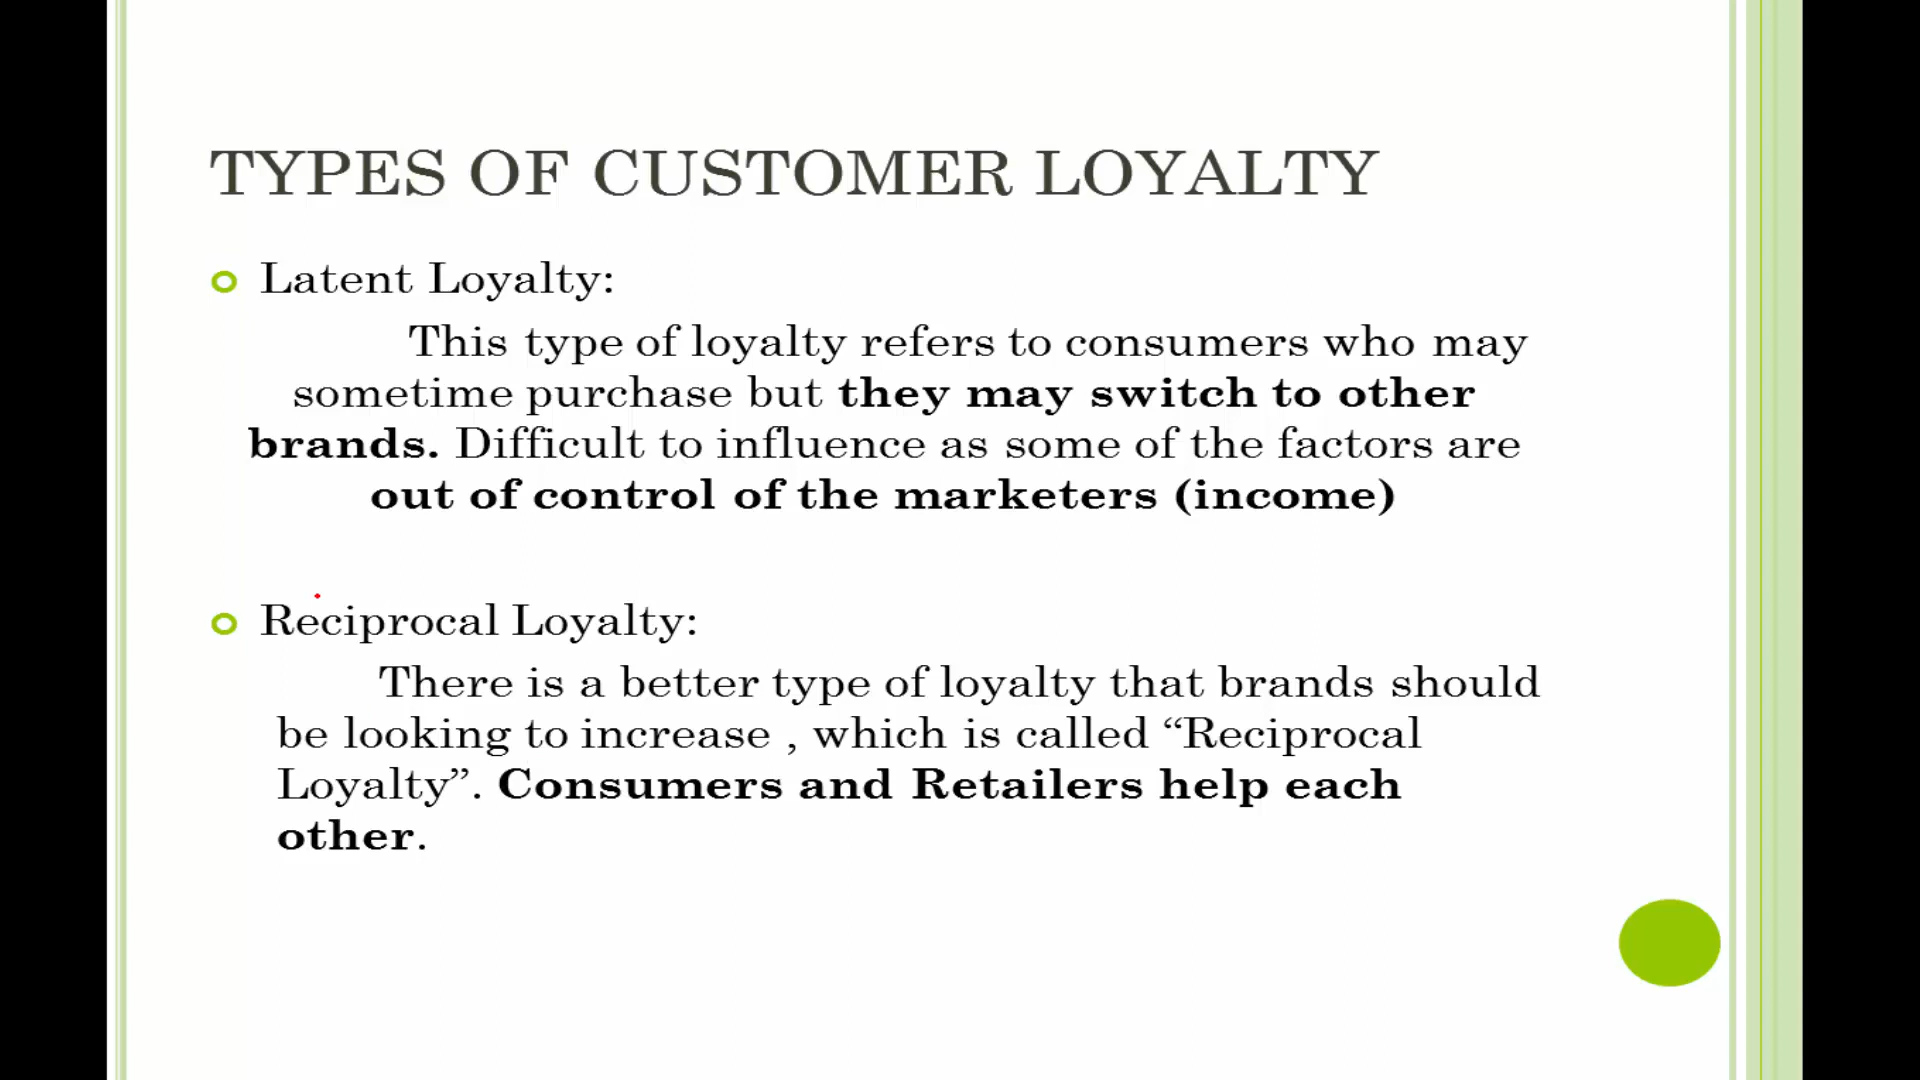 TYPES OF CUSTOMER LOYALTY
Latent Loyalty:
This type of loyalty refers to consumers who may
sometime purchase but they may switch to other
brands. Difficult to influence as some of the factors are
out of control of the marketers (income)
Reciprocal Loyalty:
There is a better type of loyalty that brands should
be looking to increase , which is called “Reciprocal
Loyalty”. Consumers and Retailers help each
other.